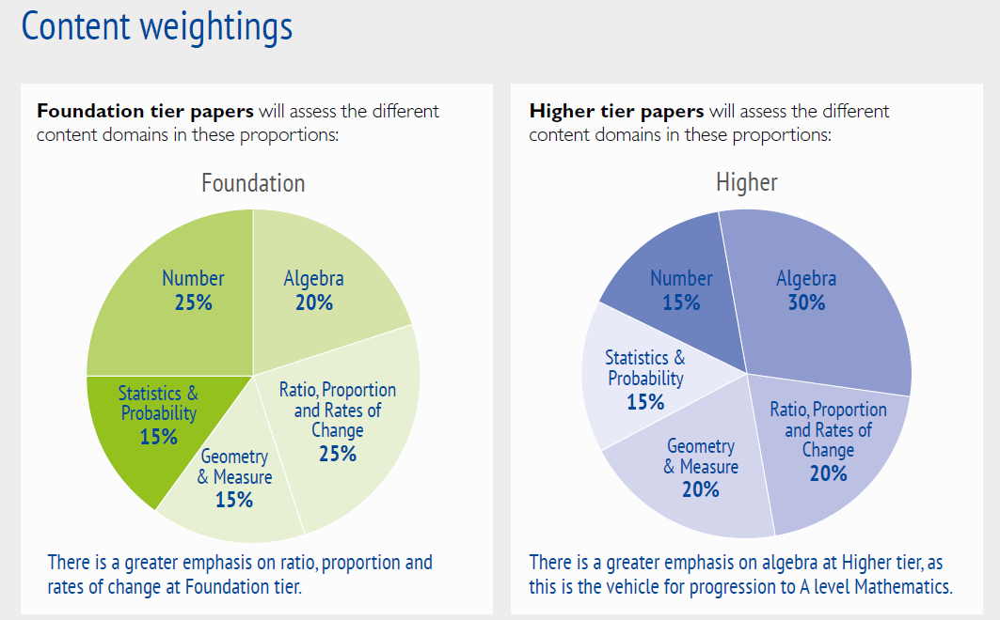 Content weightings
Foundation tier papers will assess the different
content domains in these proportions:
Foundation
Number
25%
Algebra
20%
Statistics &
Probability
15%
Ratio, Proportion
and Rates of
Change
25%
Geometry
& Measure
15%
There is a greater emphasis on ratio, proportion and
rates of change at Foundation tier.
Higher tier papers will assess the different
content domains in these proportions:
Higher
Number
15%
Algebra
30%
Statistics &
Probability
15%
Ratio, Proportion
and Rates of
Change
20%
Geometry
& Measure
20%
There is a greater emphasis on algebra at Higher tier, as
this is the vehicle for progression to A level Mathematics.